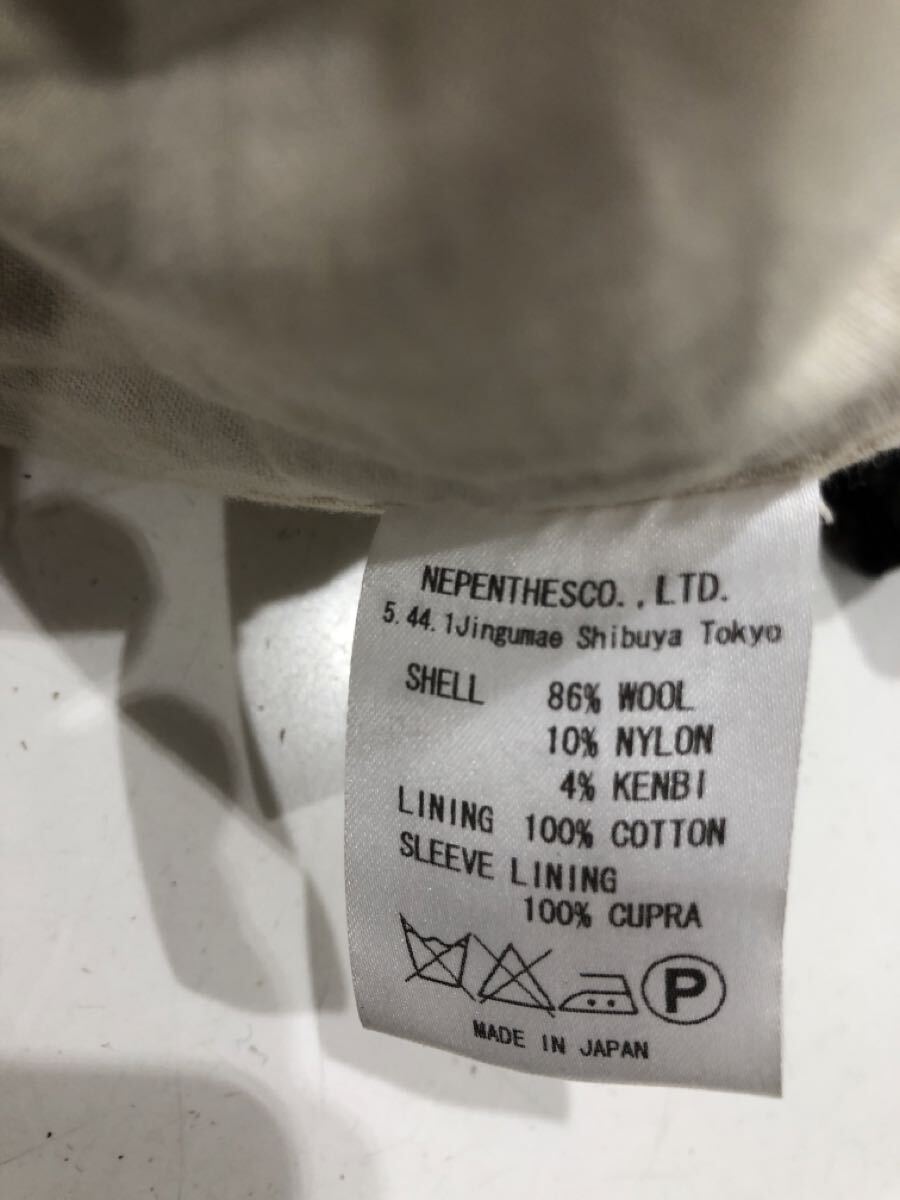 NEPENTHESCO., LTD.
5.44.1Jingumae Shibuya Tokyo
SHELL 86% WOOL
10% NYLON
4% KENBI
LINING 100% COTTON
SLEEVE LINING
100% CUPRA
P
MADE IN JAPAN